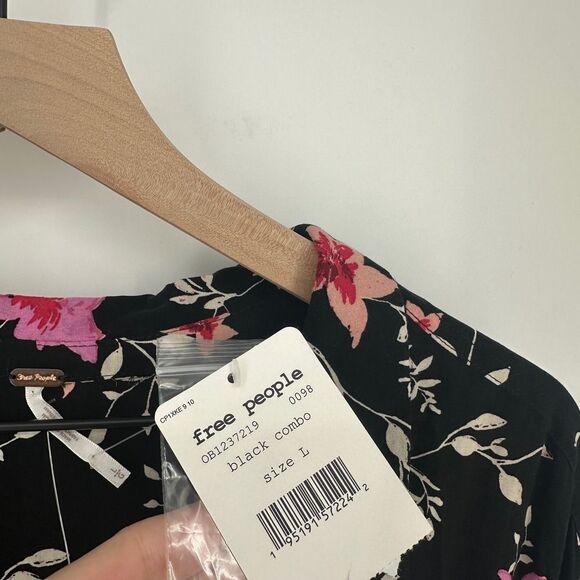 Free People
CP1XKE 9 10
free people
OB1237219 0098
black combo
size L
1 95191 57224 2